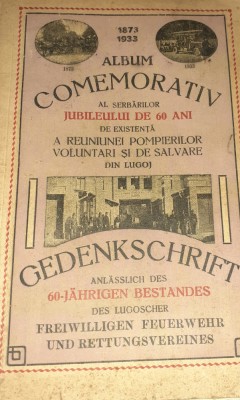 1873
1933
ALBUM
COMEMORATIV
AL SERBĂRILOR
JUBILEULUI DE 60 ANI
DE EXISTENȚĂ
A REUNIUNEI POMPIERILOR
VOLUNTARI ȘI DE SALVARE
DIN LUGOJ
GEDENKSCHRIFT
ANLÄSSLICH DES
60-JÄHRIGEN BESTANDES
DES LUGOSCHER
FREIWILLIGEN FEUERWEHR
UND RETTUNGSVEREINES